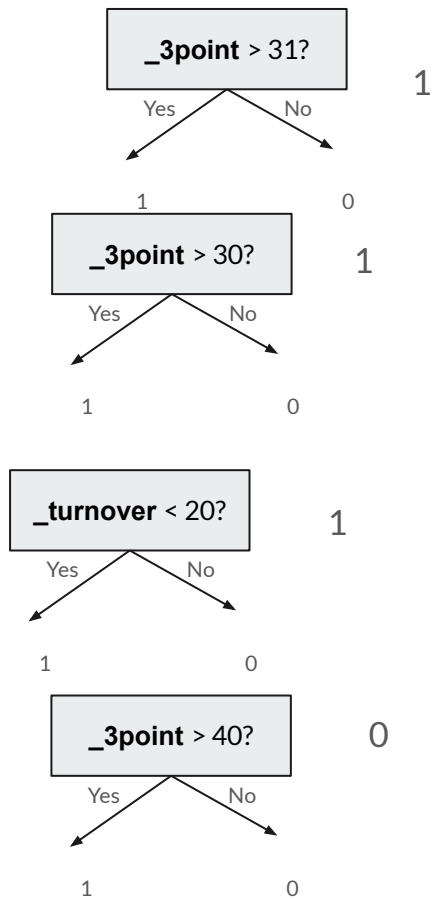 _3point > 31?
1
Yes No
1 0
_3point > 30?
1
Yes No
1 0
_turnover < 20?
1
Yes No
1 0
_3point > 40?
0
Yes No
1 0